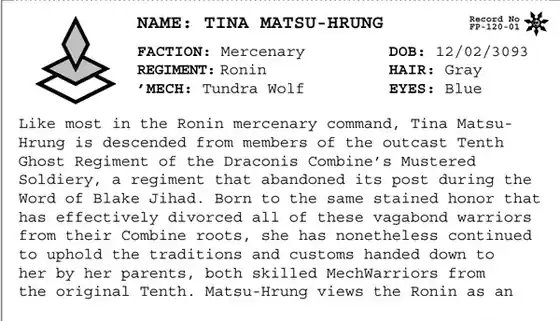 NAME: TINA MATSU-HRUNG
Record No
FP-120-01
FACTION: Mercenary
DOB: 12/02/3093
REGIMENT: Ronin
HAIR: Gray
'MECH: Tundra Wolf
EYES: Blue
Like most in the Ronin mercenary command, Tina Matsu-
Hrung is descended from members of the outcast Tenth
Ghost Regiment of the Draconis Combine's Mustered
Soldiery, a regiment that abandoned its post during the
Word of Blake Jihad. Born to the same stained honor that
has effectively divorced all of these vagabond warriors
from their Combine roots, she has nonetheless continued
to uphold the traditions and customs handed down to
her by her parents, both skilled MechWarriors from
the original Tenth. Matsu-Hrung views the Ronin as an